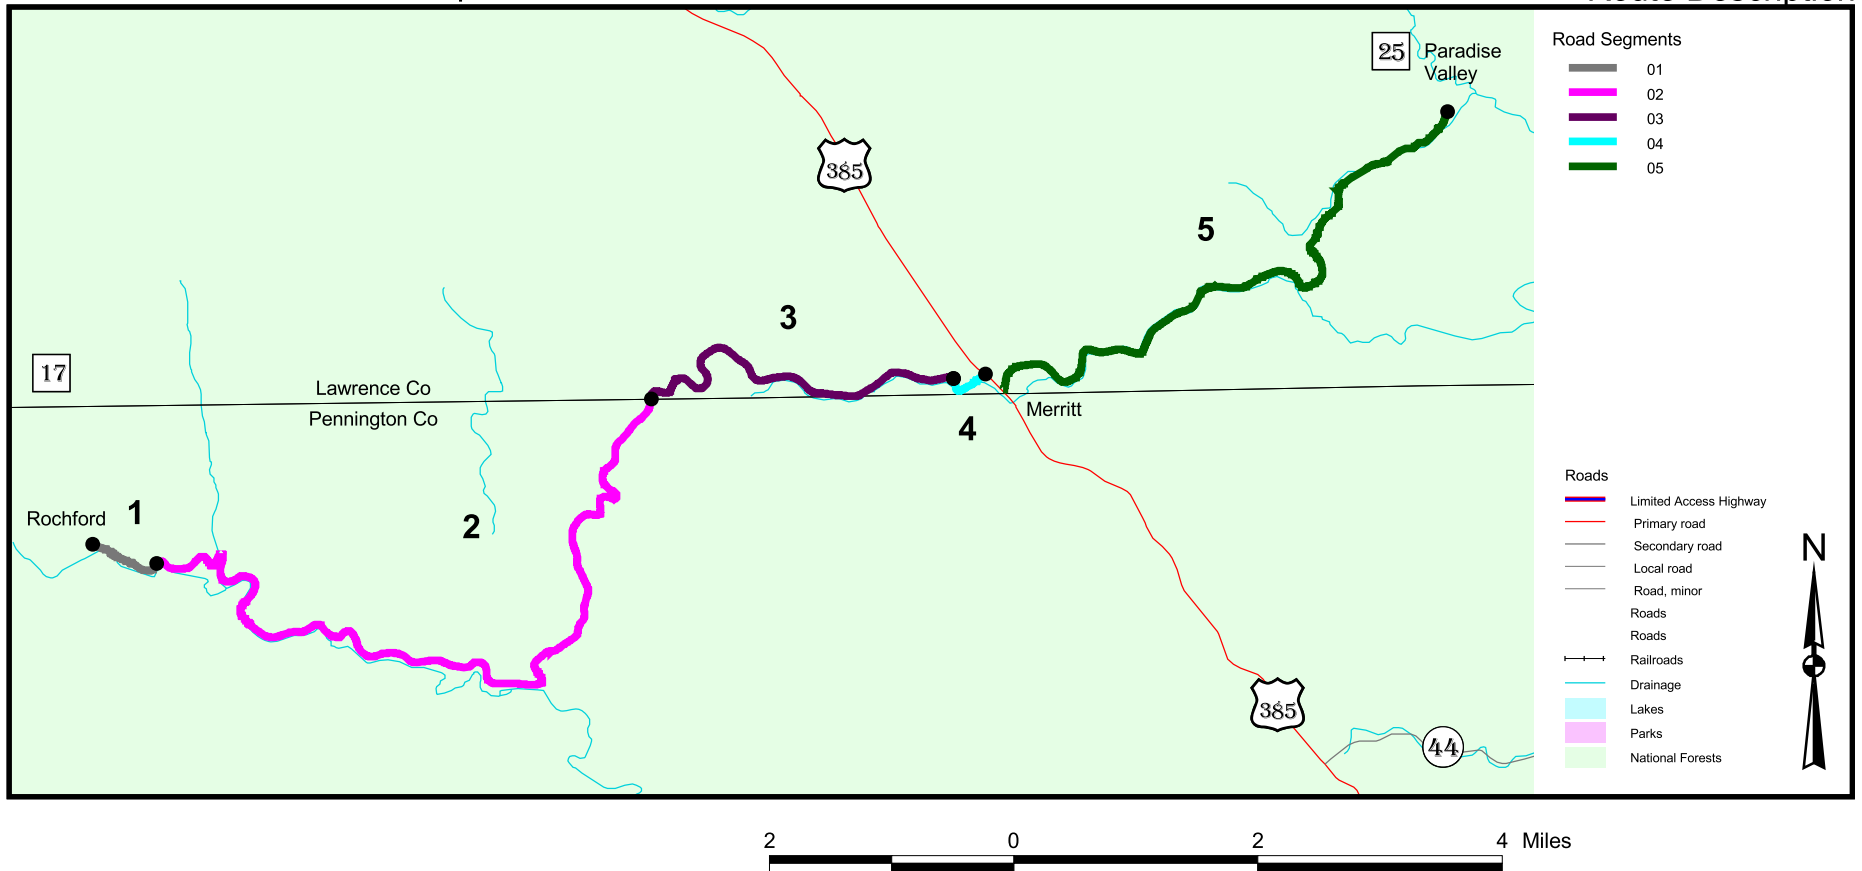 Route Description
25
Paradise
Valley
385
5
3
17
Lawrence Co
Pennington Co
Merritt
4
Rochford
1
2
385
44
Road Segments
01
02
03
04
05
Roads
Limited Access Highway
Primary road
Secondary road
Local road
Road, minor
Roads
Roads
Railroads
Drainage
Lakes
Parks
National Forests
N
2 0 2 4 Miles